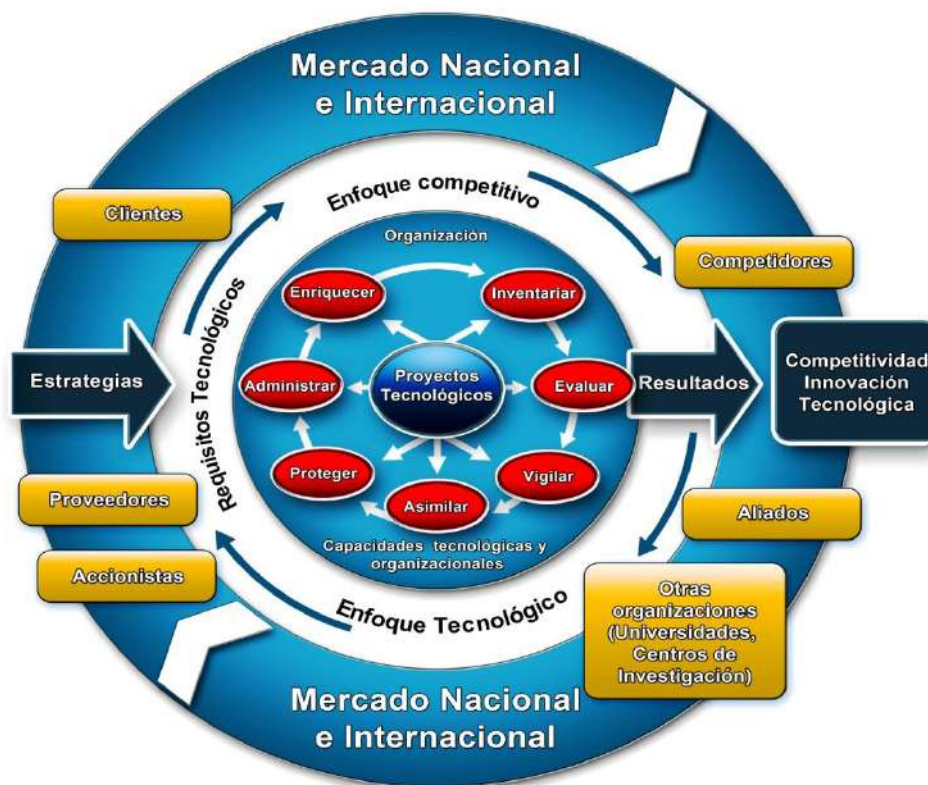 Mercado Nacional
e Internacional
Clientes
Enfoque competitivo
Organización
Competidores
Enriquecer
Inventariar
Requisitos Tecnológicos
Estrategias
Administrar
Proyectos
Tecnológicos
Evaluar
Resultados
Competitividad
Innovación
Tecnológica
Proteger
Vigilar
Asimilar
Proveedores
Aliados
Accionistas
Capacidades tecnológicas y
organizacionales
Enfoque Tecnológico
Otras
organizaciones
(Universidades,
Centros de
Investigación)
Mercado Nacional
e Internacional